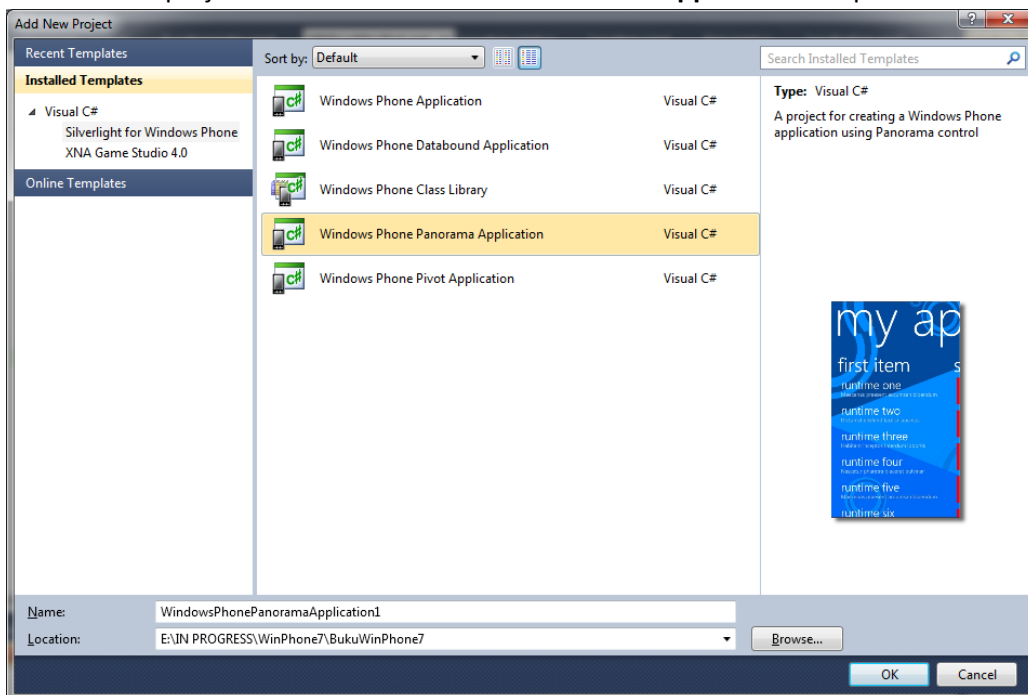 Add New Project
Recent Templates
Installed Templates
Visual C#
Silverlight for Windows Phone
XNA Game Studio 4.0
Online Templates
Sort by: Default
Windows Phone Application Visual C#
Windows Phone Databound Application Visual C#
Windows Phone Class Library Visual C#
Windows Phone Panorama Application Visual C#
Windows Phone Pivot Application Visual C#
Search Installed Templates
Type: Visual C#
A project for creating a Windows Phone
application using Panorama control
my ap
first item s
runtime one
runtime two
runtime three
runtime four
runtime five
runtime six
Name: WindowsPhonePanoramaApplication1
Location: E:\IN PROGRESS\WinPhone7\BukuWinPhone7
Browse...
OK Cancel